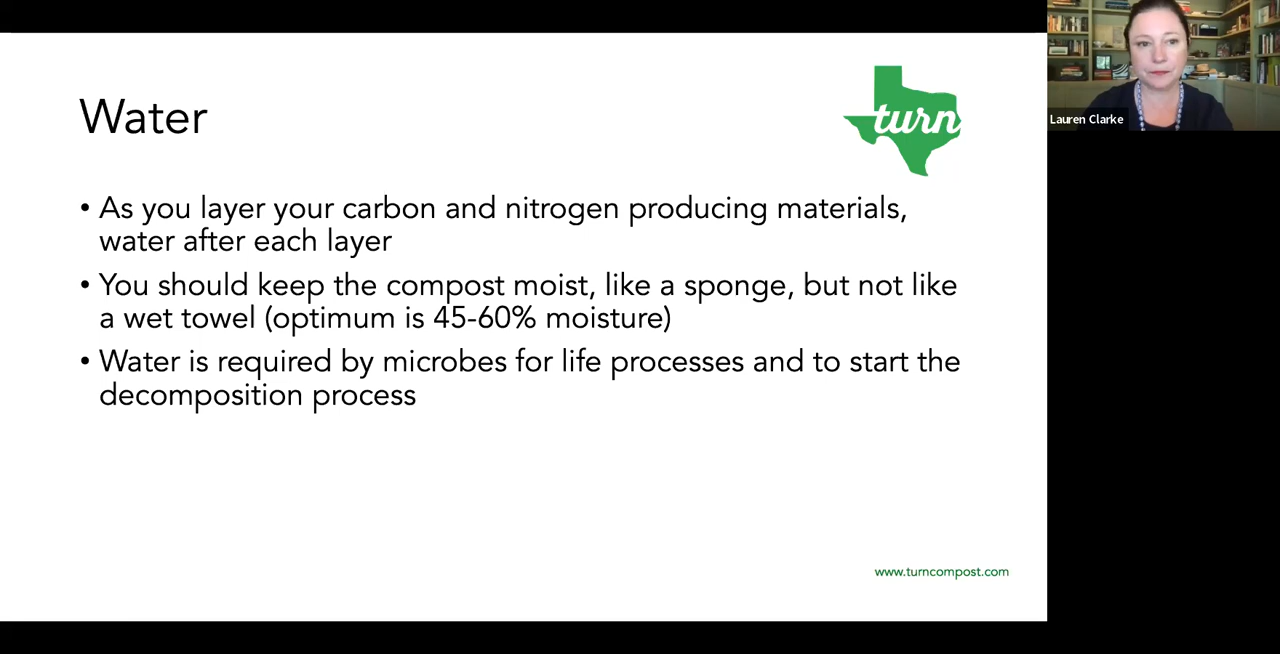 Water
turn
Lauren Clarke
• As you layer your carbon and nitrogen producing materials,
water after each layer
• You should keep the compost moist, like a sponge, but not like
a wet towel (optimum is 45-60% moisture)
• Water is required by microbes for life processes and to start the
decomposition process
www.turncompost.com